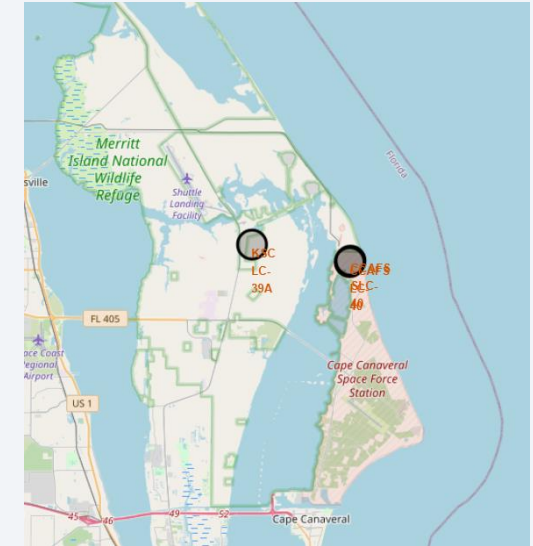 Merritt
Island National
Wildlife
Refuge
sville
Shuttle
Landing
Facility
Florida
KSC
LC-
39A
CCAFS
SLC-
40
FL 405
ace Coast
Regional
Airport
Cape Canaveral
Space Force
Station
US 1
45
46
49
52
Cape Canaveral